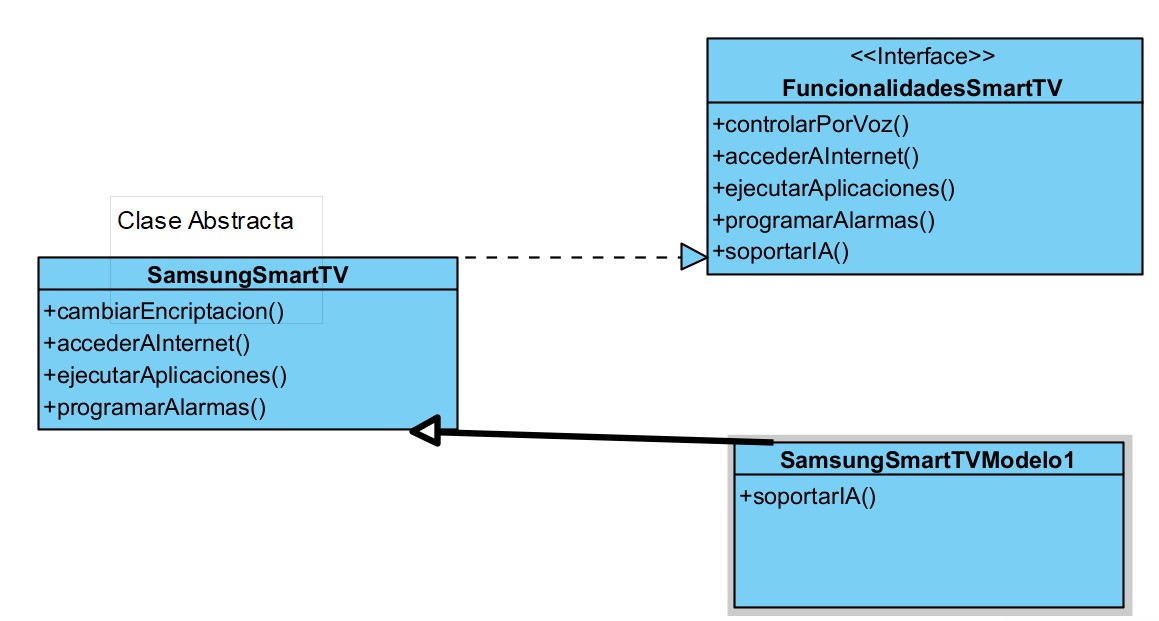 <<Interface>>
FuncionalidadesSmartTV
+controlarPorVoz()
+accederAInternet()
+ejecutarAplicaciones()
+programarAlarmas()
+soportarIA()
Clase Abstracta
SamsungSmartTV
+cambiarEncriptacion()
+accederAInternet()
+ejecutarAplicaciones()
+programarAlarmas()
SamsungSmartTVModelo1
+soportarIA()